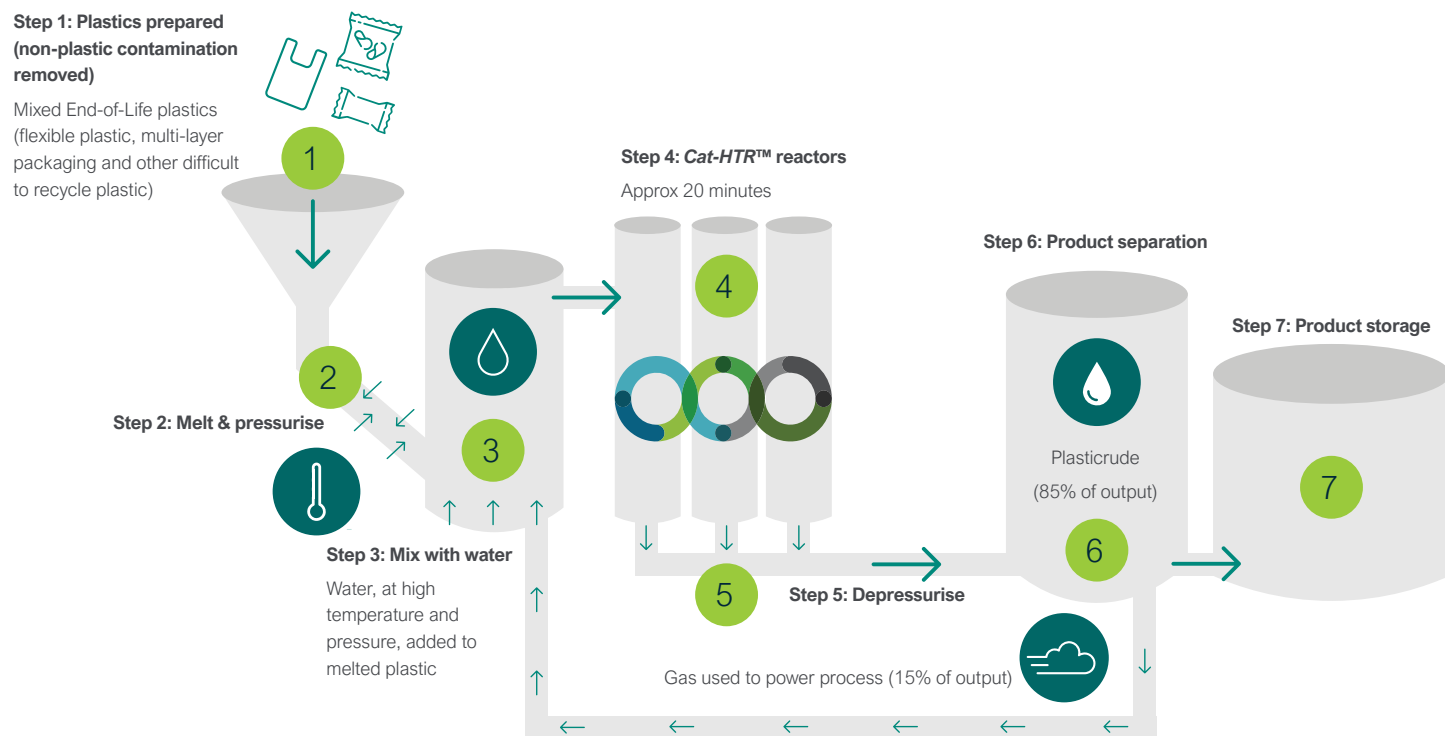 Step 1: Plastics prepared
(non-plastic contamination
removed)
Mixed End-of-Life plastics
(flexible plastic, multi-layer
packaging and other difficult
to recycle plastic)
1
2
Step 2: Melt & pressurise
3
Step 3: Mix with water
Water, at high
temperature and
pressure, added to
melted plastic
Step 4: Cat-HTR™ reactors
Approx 20 minutes
4
5
Step 5: Depressurise
Step 6: Product separation
Plasticrude
(85% of output)
6
Gas used to power process (15% of output)
Step 7: Product storage
7